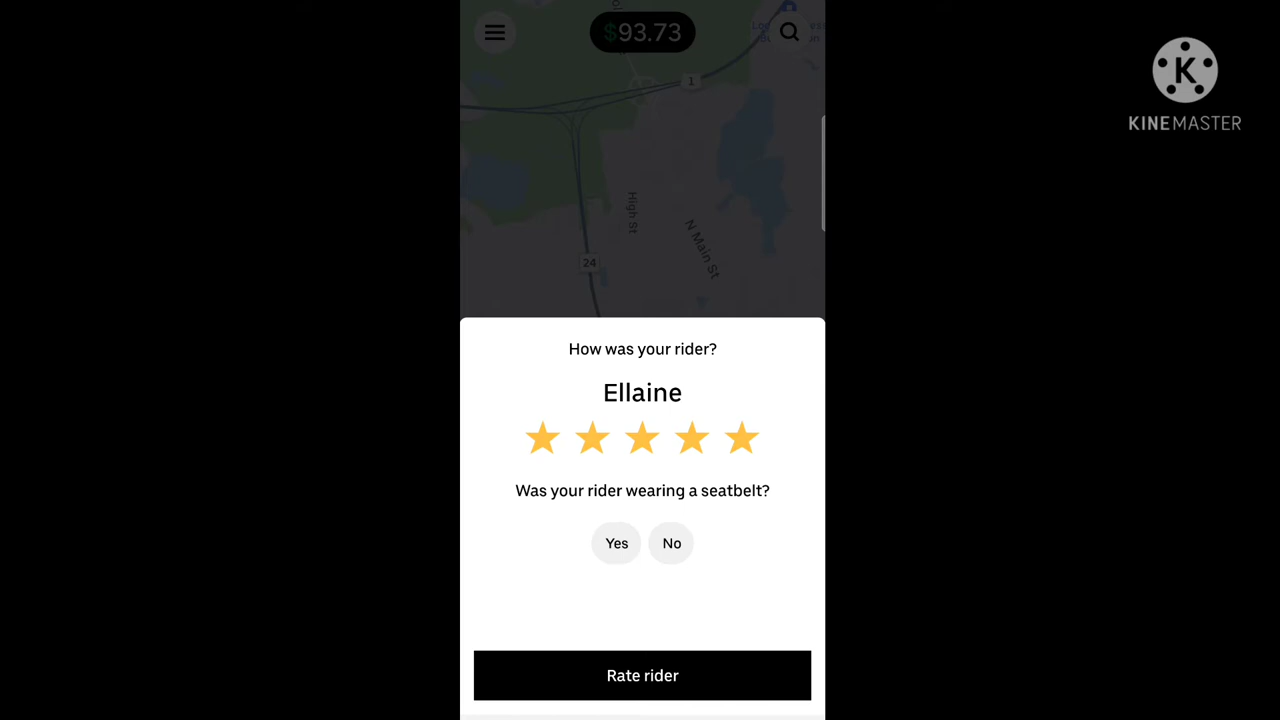 $93.73
1
High St
N Main St
24
How was your rider?
Ellaine
Was your rider wearing a seatbelt?
Yes
No
Rate rider
K
KINEMASTER